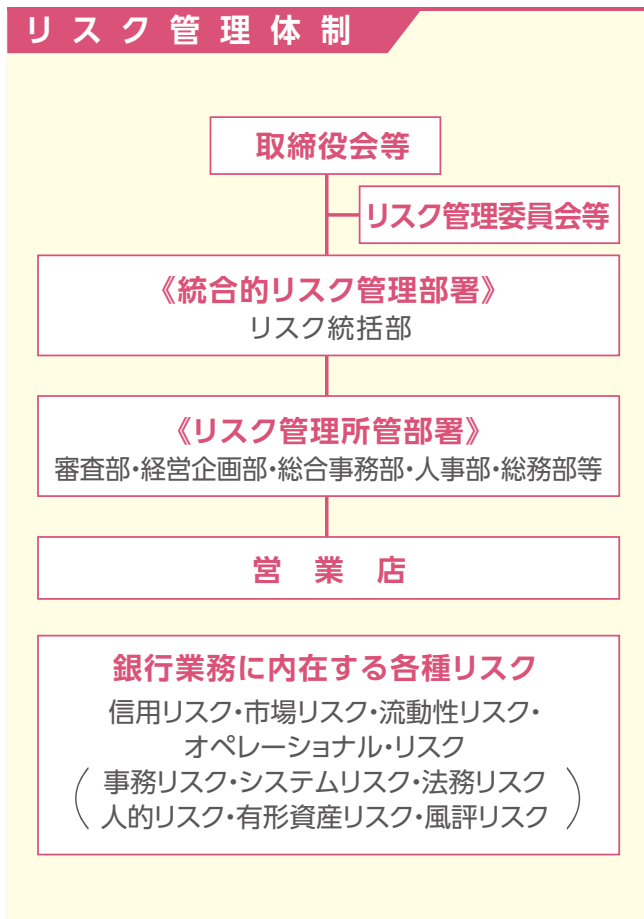 リスク管理体制
取締役会等
リスク管理委員会等
《統合的リスク管理部署》
リスク統括部
《リスク管理所管部署》
審査部・経営企画部・総合事務部・人事部・総務部等
営業店
銀行業務に内在する各種リスク
信用リスク・市場リスク・流動性リスク・
オペレーショナル・リスク
（事務リスク・システムリスク・法務リスク
人的リスク・有形資産リスク・風評リスク）